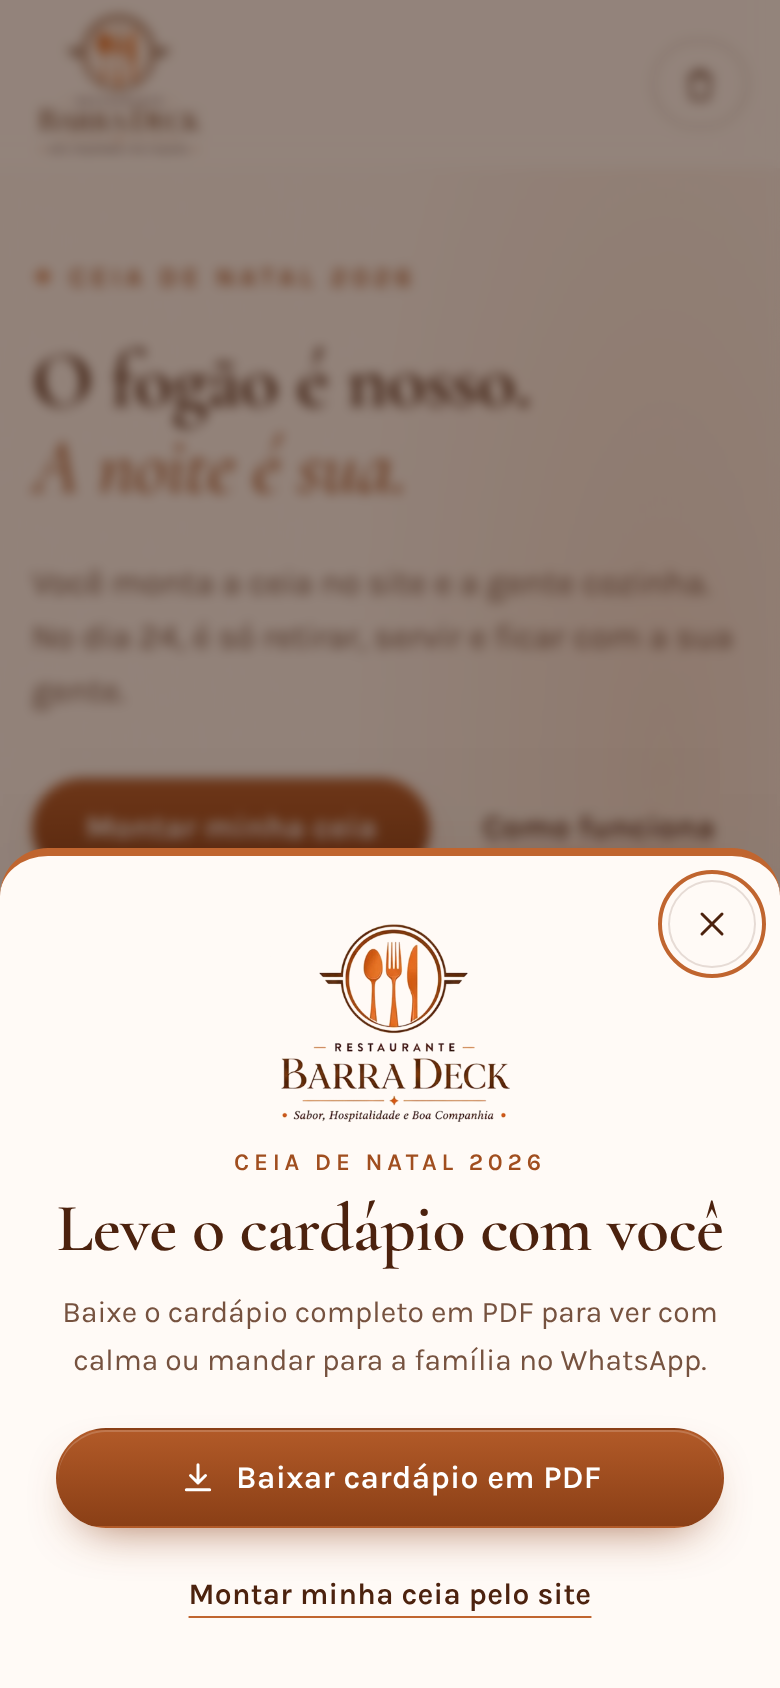 BARRA DECK
CEIA DE NATAL 2026
O fogão é nosso.
A noite é sua.
Você monta a ceia no site e a gente cozinha.
No dia 24, é só retirar, servir e ficar com a sua
gente.
Montar minha ceia
Como funciona
RESTAURANTE
BARRA DECK
Sabor, Hospitalidade e Boa Companhia
CEIA DE NATAL 2026
Leve o cardápio com você
Baixe o cardápio completo em PDF para ver com
calma ou mandar para a família no WhatsApp.
Baixar cardápio em PDF
Montar minha ceia pelo site